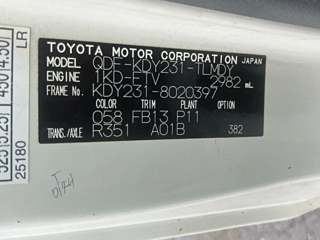 TOYOTA MOTOR CORPORATION JAPAN
MODEL QDF-KDY231-TLMDY
ENGINE 1KD-FTV 2982 mL
FRAME NO. KDY231-8020397
COLOR TRIM PLANT OPTION
058 FB13 P11
TRANS./AXLE R351 A01B 382
LR
25180